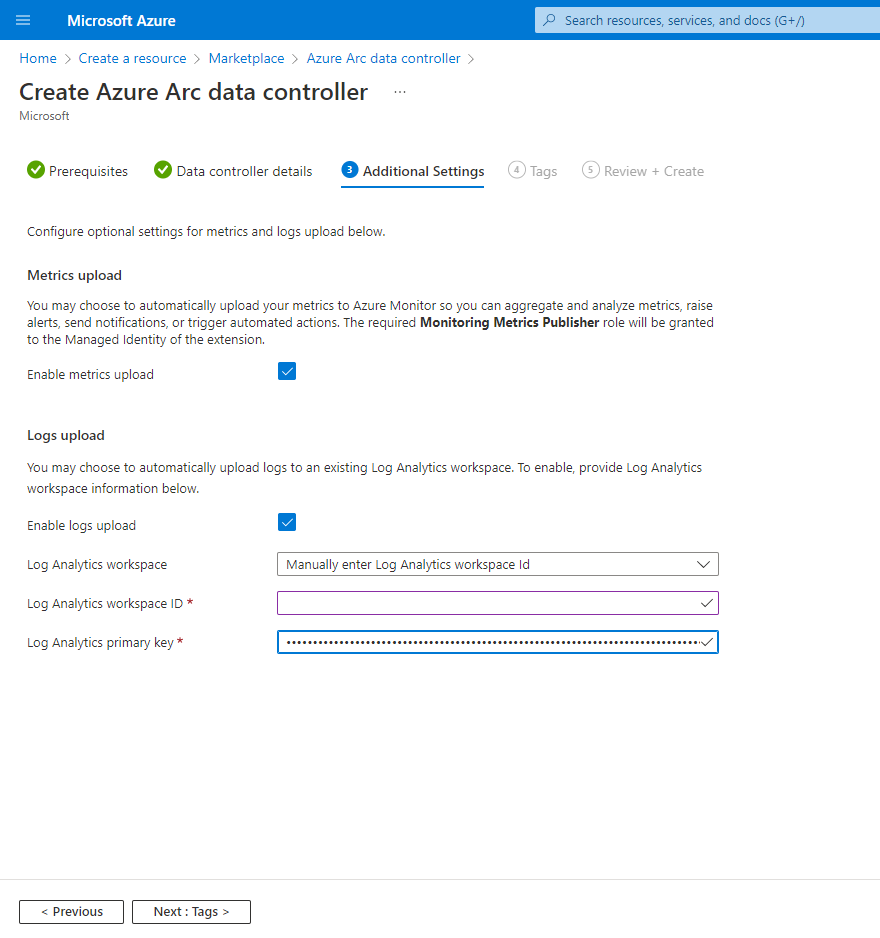 Microsoft Azure
Search resources, services, and docs (G+/)
Home > Create a resource > Marketplace > Azure Arc data controller >
Create Azure Arc data controller ...
Microsoft
Prerequisites
Data controller details
3 Additional Settings
4 Tags
5 Review + Create
Configure optional settings for metrics and logs upload below.
Metrics upload
You may choose to automatically upload your metrics to Azure Monitor so you can aggregate and analyze metrics, raise
alerts, send notifications, or trigger automated actions. The required Monitoring Metrics Publisher role will be granted
to the Managed Identity of the extension.
Enable metrics upload
Logs upload
You may choose to automatically upload logs to an existing Log Analytics workspace. To enable, provide Log Analytics
workspace information below.
Enable logs upload
Log Analytics workspace
Manually enter Log Analytics workspace Id
Log Analytics workspace ID *
Log Analytics primary key *
< Previous
Next : Tags >